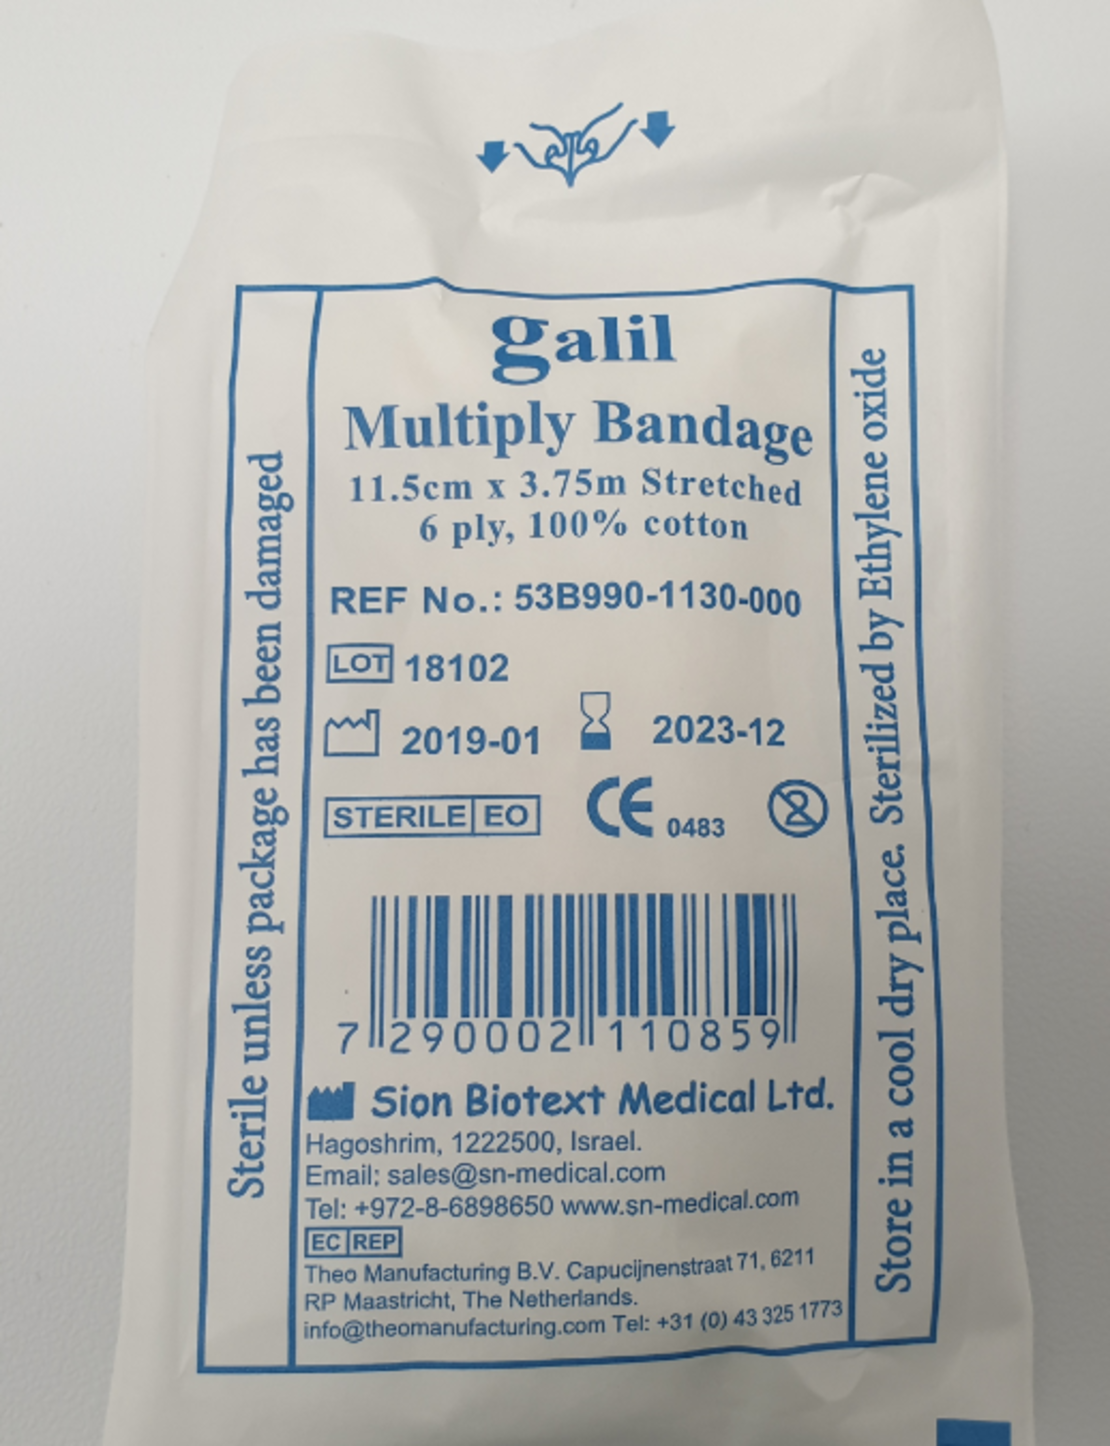 galil
Multiply Bandage
11.5cm x 3.75m Stretched
6 ply, 100% cotton
REF No.: 53B990-1130-000
LOT 18102
2019-01 2023-12
STERILE EO CE 0483 2
7 290002 110859
Sion Biotext Medical Ltd.
Hagoshrim, 1222500, Israel.
Email: sales@sn-medical.com
Tel: +972-8-6898650 www.sn-medical.com
EC REP
Theo Manufacturing B.V. Capucijnenstraat 71, 6211
RP Maastricht, The Netherlands.
info@theomanufacturing.com Tel: +31 (0) 43 325 1773
Sterile unless package has been damaged
Store in a cool dry place. Sterilized by Ethylene oxide